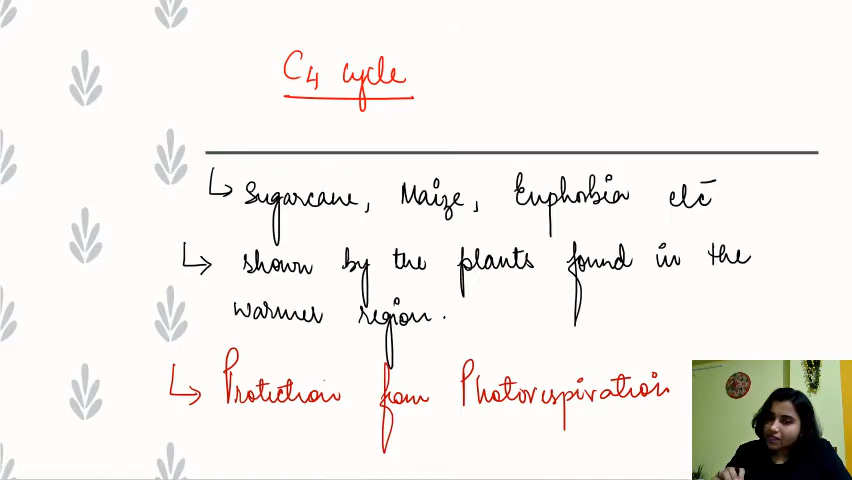 C4 cycle
Sugarcane, Maize, Euphorbia etc
shown by the plants found in the
warmer region.
Protection from Photorespiration